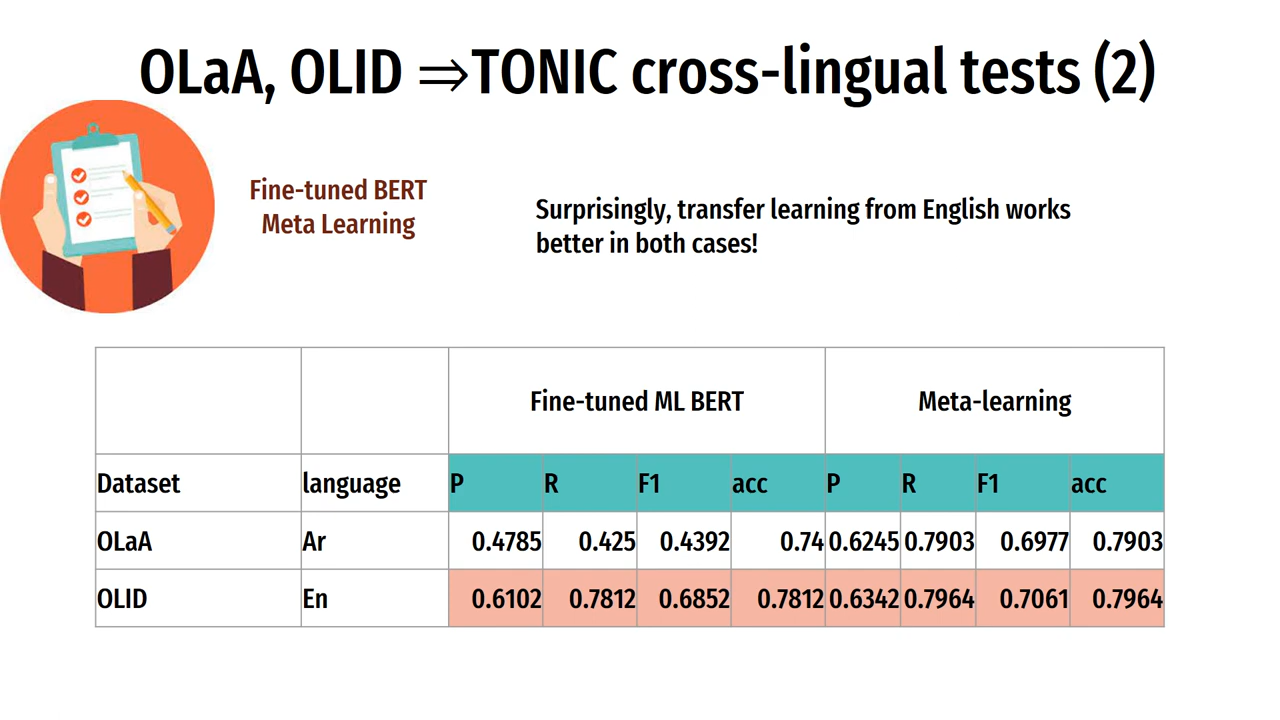 OLaA, OLID ⇒TONIC cross-lingual tests (2)
Fine-tuned BERT
Meta Learning
Surprisingly, transfer learning from English works
better in both cases!
Fine-tuned ML BERT Meta-learning
Dataset language P R F1 acc P R F1 acc
OLaA Ar 0.4785 0.425 0.4392 0.74 0.6245 0.7903 0.6977 0.7903
OLID En 0.6102 0.7812 0.6852 0.7812 0.6342 0.7964 0.7061 0.7964